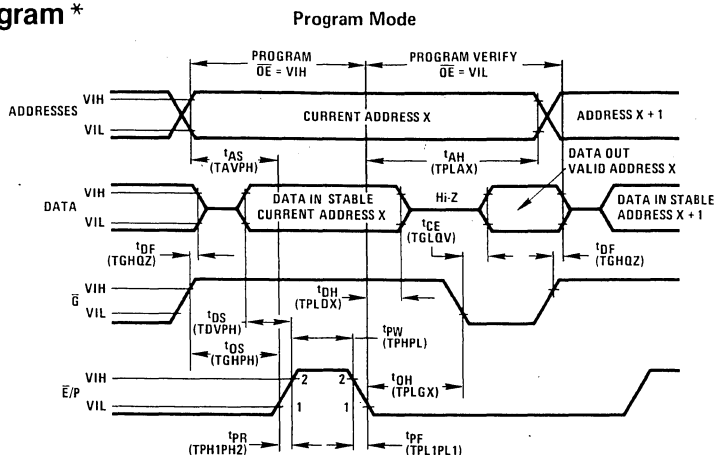 gram *
Program Mode
PROGRAM
OE = VIH
PROGRAM VERIFY
OE = VIL
ADDRESSES
VIH
VIL
CURRENT ADDRESS X
ADDRESS X + 1
tAS
(TAVPH)
tAH
(TPLAX)
DATA OUT
VALID ADDRESS X
DATA
VIH
VIL
DATA IN STABLE
CURRENT ADDRESS X
Hi-Z
DATA IN STABLE
ADDRESS X + 1
tCE
(TGLQV)
tDF
(TGHQZ)
tDF
(TGHQZ)
G
VIH
VIL
tDH
(TPLDX)
tDS
(TDVPH)
tPW
(TPHPL)
tOS
(TGHPH)
tOH
(TPLGX)
E/P
VIH
VIL
2
2
1
1
tPR
(TPH1PH2)
tPF
(TPL1PL1)